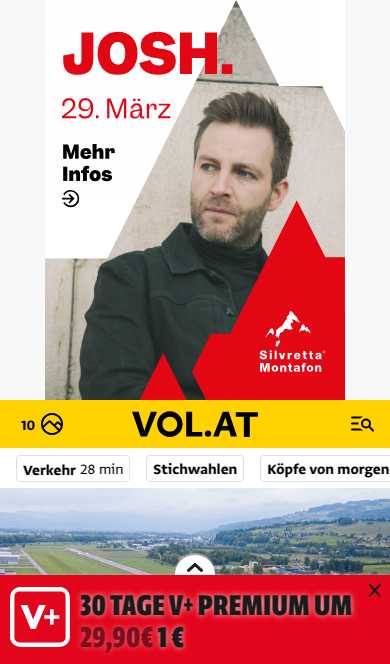 JOSH.
29. März
Mehr
Infos
Silvretta®
Montafon
10
VOL.AT
Verkehr 28 min
Stichwahlen
Köpfe von morgen
V+
30 TAGE V+ PREMIUM UM
29,90€ 1 €